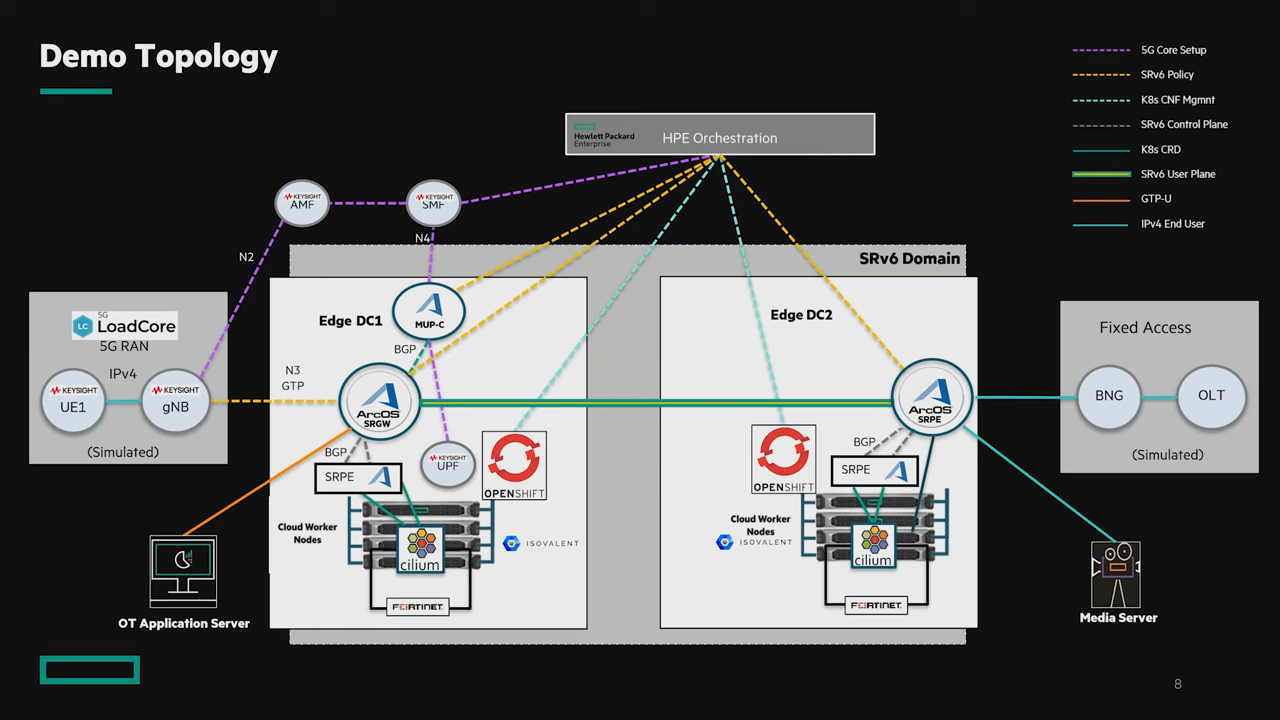 Demo Topology
5G Core Setup
SRv6 Policy
K8s CNF Mgmnt
SRv6 Control Plane
K8s CRD
SRv6 User Plane
GTP-U
IPv4 End User
Hewlett Packard
Enterprise
HPE Orchestration
KEYSIGHT
AMF
KEYSIGHT
SMF
N2
N4
SRv6 Domain
5G
LC LoadCore
5G RAN
IPv4
KEYSIGHT
UE1
KEYSIGHT
gNB
(Simulated)
N3
GTP
Edge DC1
MUP-C
BGP
ArcOS
SRGW
BGP
SRPE
KEYSIGHT
UPF
OPENSHIFT
Cloud Worker
Nodes
cilium
ISOVALENT
FORTINET
Edge DC2
ArcOS
SRPE
BGP
SRPE
OPENSHIFT
Cloud Worker
Nodes
ISOVALENT
cilium
FORTINET
Fixed Access
BNG
OLT
(Simulated)
OT Application Server
Media Server
8